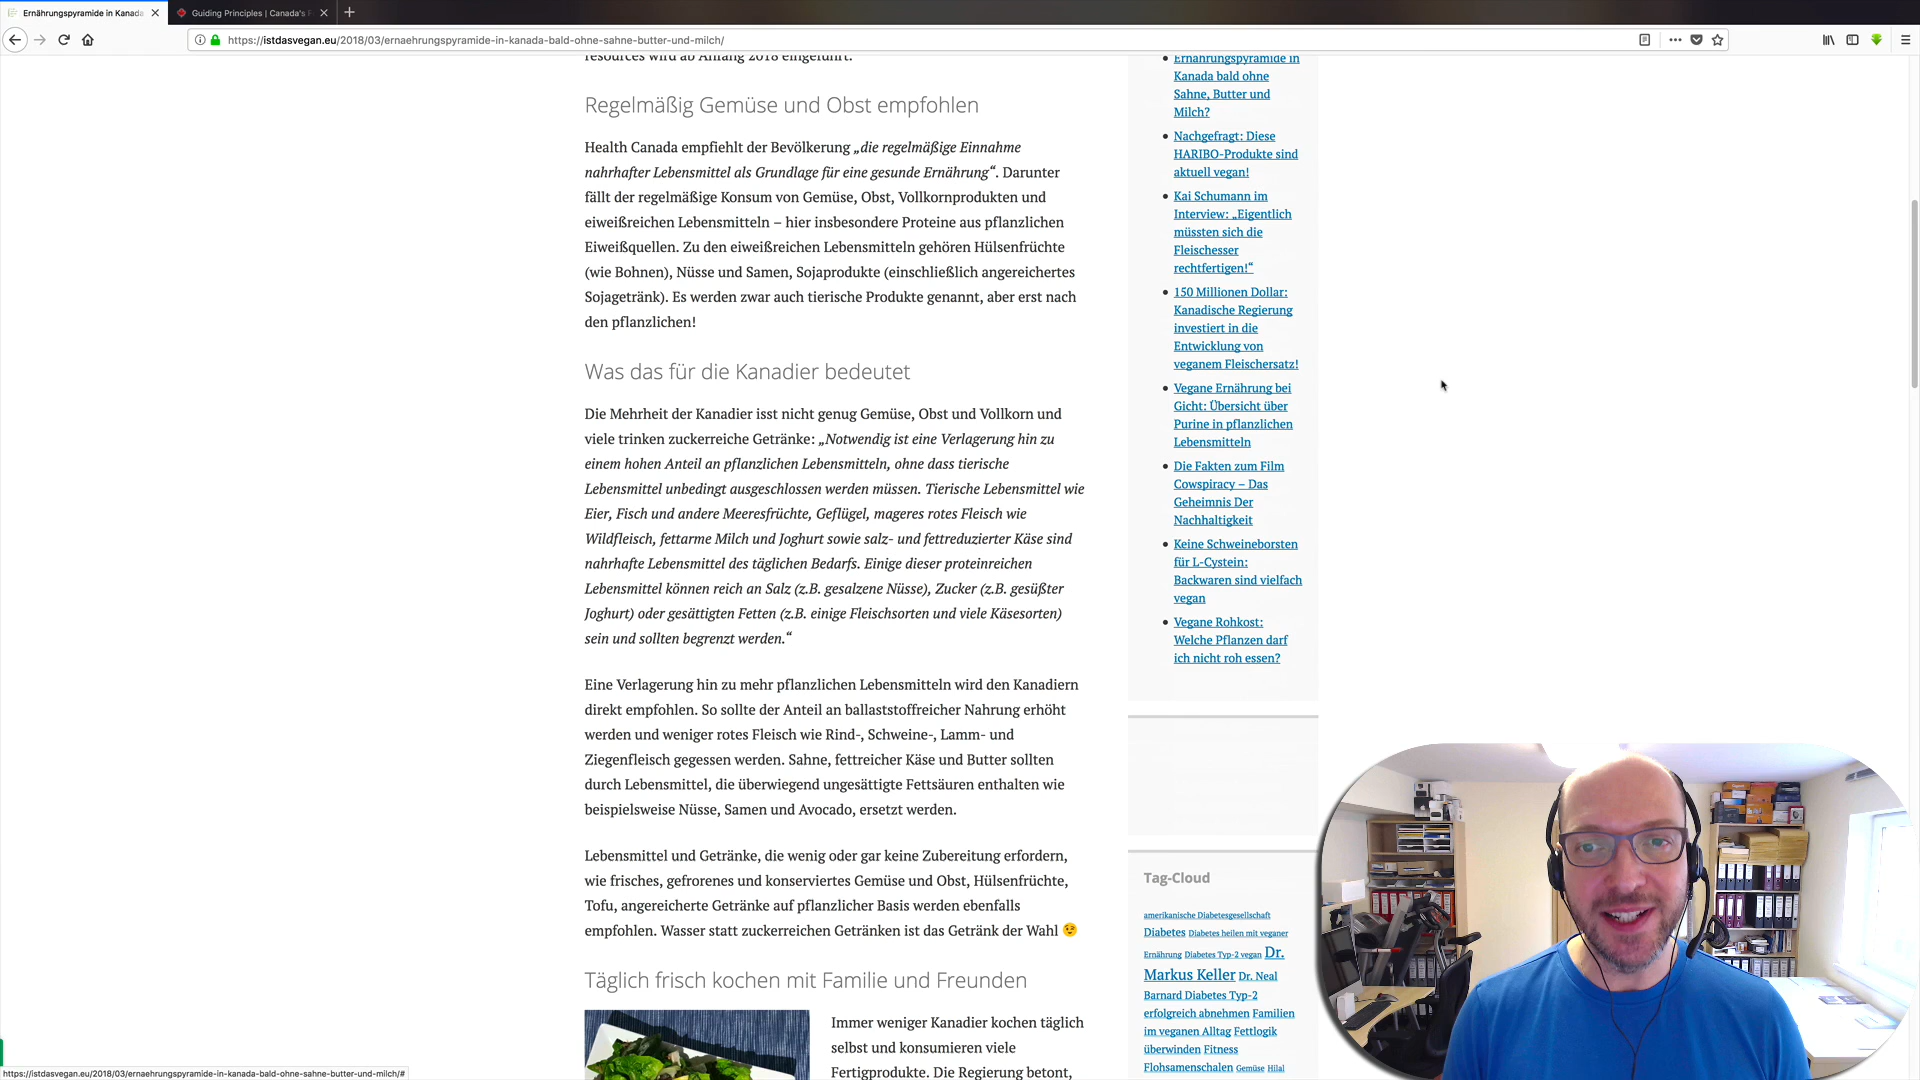 Ernährungspyramide in Kanada
Guiding Principles | Canada's F
https://istdasvegan.eu/2018/03/ernaehrungspyramide-in-kanada-bald-ohne-sahne-butter-und-milch/
resources wird ab Anfang 2018 eingeführt.
Regelmäßig Gemüse und Obst empfohlen
Health Canada empfiehlt der Bevölkerung „die regelmäßige Einnahme
nahrhafter Lebensmittel als Grundlage für eine gesunde Ernährung“. Darunter
fällt der regelmäßige Konsum von Gemüse, Obst, Vollkornprodukten und
eiweißreichen Lebensmitteln – hier insbesondere Proteine aus pflanzlichen
Eiweißquellen. Zu den eiweißreichen Lebensmitteln gehören Hülsenfrüchte
(wie Bohnen), Nüsse und Samen, Sojaprodukte (einschließlich angereichertes
Sojagetränk). Es werden zwar auch tierische Produkte genannt, aber erst nach
den pflanzlichen!
Was das für die Kanadier bedeutet
Die Mehrheit der Kanadier isst nicht genug Gemüse, Obst und Vollkorn und
viele trinken zuckerreiche Getränke: „Notwendig ist eine Verlagerung hin zu
einem hohen Anteil an pflanzlichen Lebensmitteln, ohne dass tierische
Lebensmittel unbedingt ausgeschlossen werden müssen. Tierische Lebensmittel wie
Eier, Fisch und andere Meeresfrüchte, Geflügel, mageres rotes Fleisch wie
Wildfleisch, fettarme Milch und Joghurt sowie salz- und fettreduzierter Käse sind
nahrhafte Lebensmittel des täglichen Bedarfs. Einige dieser proteinreichen
Lebensmittel können reich an Salz (z.B. gesalzene Nüsse), Zucker (z.B. gesüßter
Joghurt) oder gesättigten Fetten (z.B. einige Fleischsorten und viele Käsesorten)
sein und sollten begrenzt werden.“
Eine Verlagerung hin zu mehr pflanzlichen Lebensmitteln wird den Kanadiern
direkt empfohlen. So sollte der Anteil an ballaststoffreicher Nahrung erhöht
werden und weniger rotes Fleisch wie Rind-, Schweine-, Lamm- und
Ziegenfleisch gegessen werden. Sahne, fettreicher Käse und Butter sollten
durch Lebensmittel, die überwiegend ungesättigte Fettsäuren enthalten wie
beispielsweise Nüsse, Samen und Avocado, ersetzt werden.
Lebensmittel und Getränke, die wenig oder gar keine Zubereitung erfordern,
wie frisches, gefrorenes und konserviertes Gemüse und Obst, Hülsenfrüchte,
Tofu, angereicherte Getränke auf pflanzlicher Basis werden ebenfalls
empfohlen. Wasser statt zuckerreichen Getränken ist das Getränk der Wahl 😉
Täglich frisch kochen mit Familie und Freunden
Immer weniger Kanadier kochen täglich
selbst und konsumieren viele
Fertigprodukte. Die Regierung betont,
Ernährungspyramide in
Kanada bald ohne
Sahne, Butter und
Milch?
Nachgefragt: Diese
HARIBO-Produkte sind
aktuell vegan!
Kai Schumann im
Interview: „Eigentlich
müssten sich die
Fleischesser
rechtfertigen!“
150 Millionen Dollar:
Kanadische Regierung
investiert in die
Entwicklung von
veganem Fleischersatz!
Vegane Ernährung bei
Gicht: Übersicht über
Purine in pflanzlichen
Lebensmitteln
Die Fakten zum Film
Cowspiracy – Das
Geheimnis Der
Nachhaltigkeit
Keine Schweineborsten
für L-Cystein:
Backwaren sind vielfach
vegan
Vegane Rohkost:
Welche Pflanzen darf
ich nicht roh essen?
Tag-Cloud
amerikanische Diabetesgesellschaft
Diabetes Diabetes heilen mit veganer
Ernährung Diabetes Typ-2 vegan Dr.
Markus Keller Dr. Neal
Barnard Diabetes Typ-2
erfolgreich abnehmen Familien
im veganen Alltag Fettlogik
überwinden Fitness
Flohsamenschalen Gemüse Hilal
https://istdasvegan.eu/2018/03/ernaehrungspyramide-in-kanada-bald-ohne-sahne-butter-und-milch/#